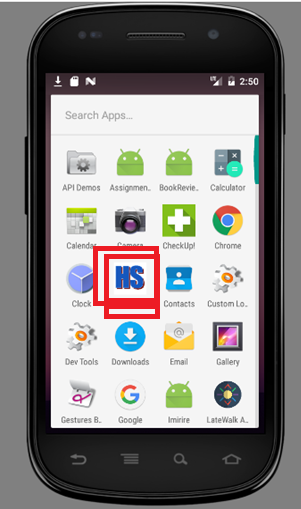 2:50
Search Apps...
API Demos Assignmen.. BookRevie.. Calculator
Calendar Camera CheckUp! Chrome
Clock HS Contacts Custom Lo..
Dev Tools Downloads Email Gallery
Gestures B.. Google Imirire LateWalk A..